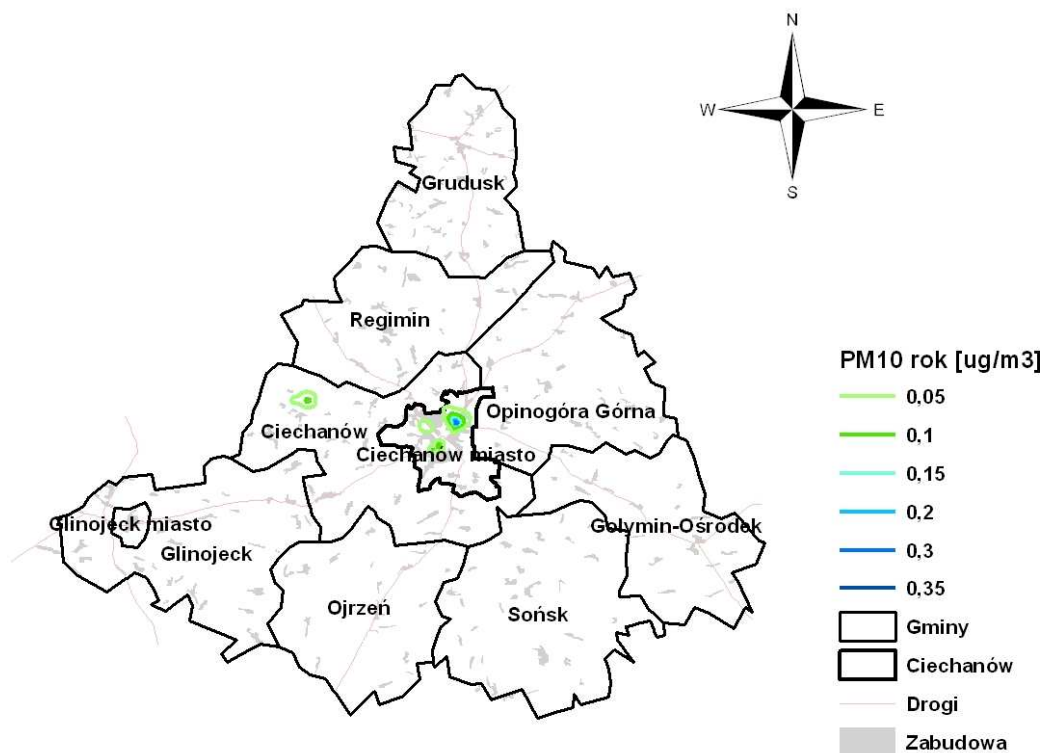 N
W E
S
Grudusk
Regimin
Opinogóra Górna
Ciechanów
Ciechanów miasto
Glinojeck miasto
Glinojeck
Gołymin-Ośrodek
Ojrzeń
Sońsk
PM10 rok [ug/m3]
0,05
0,1
0,15
0,2
0,3
0,35
Gminy
Ciechanów
Drogi
Zabudowa